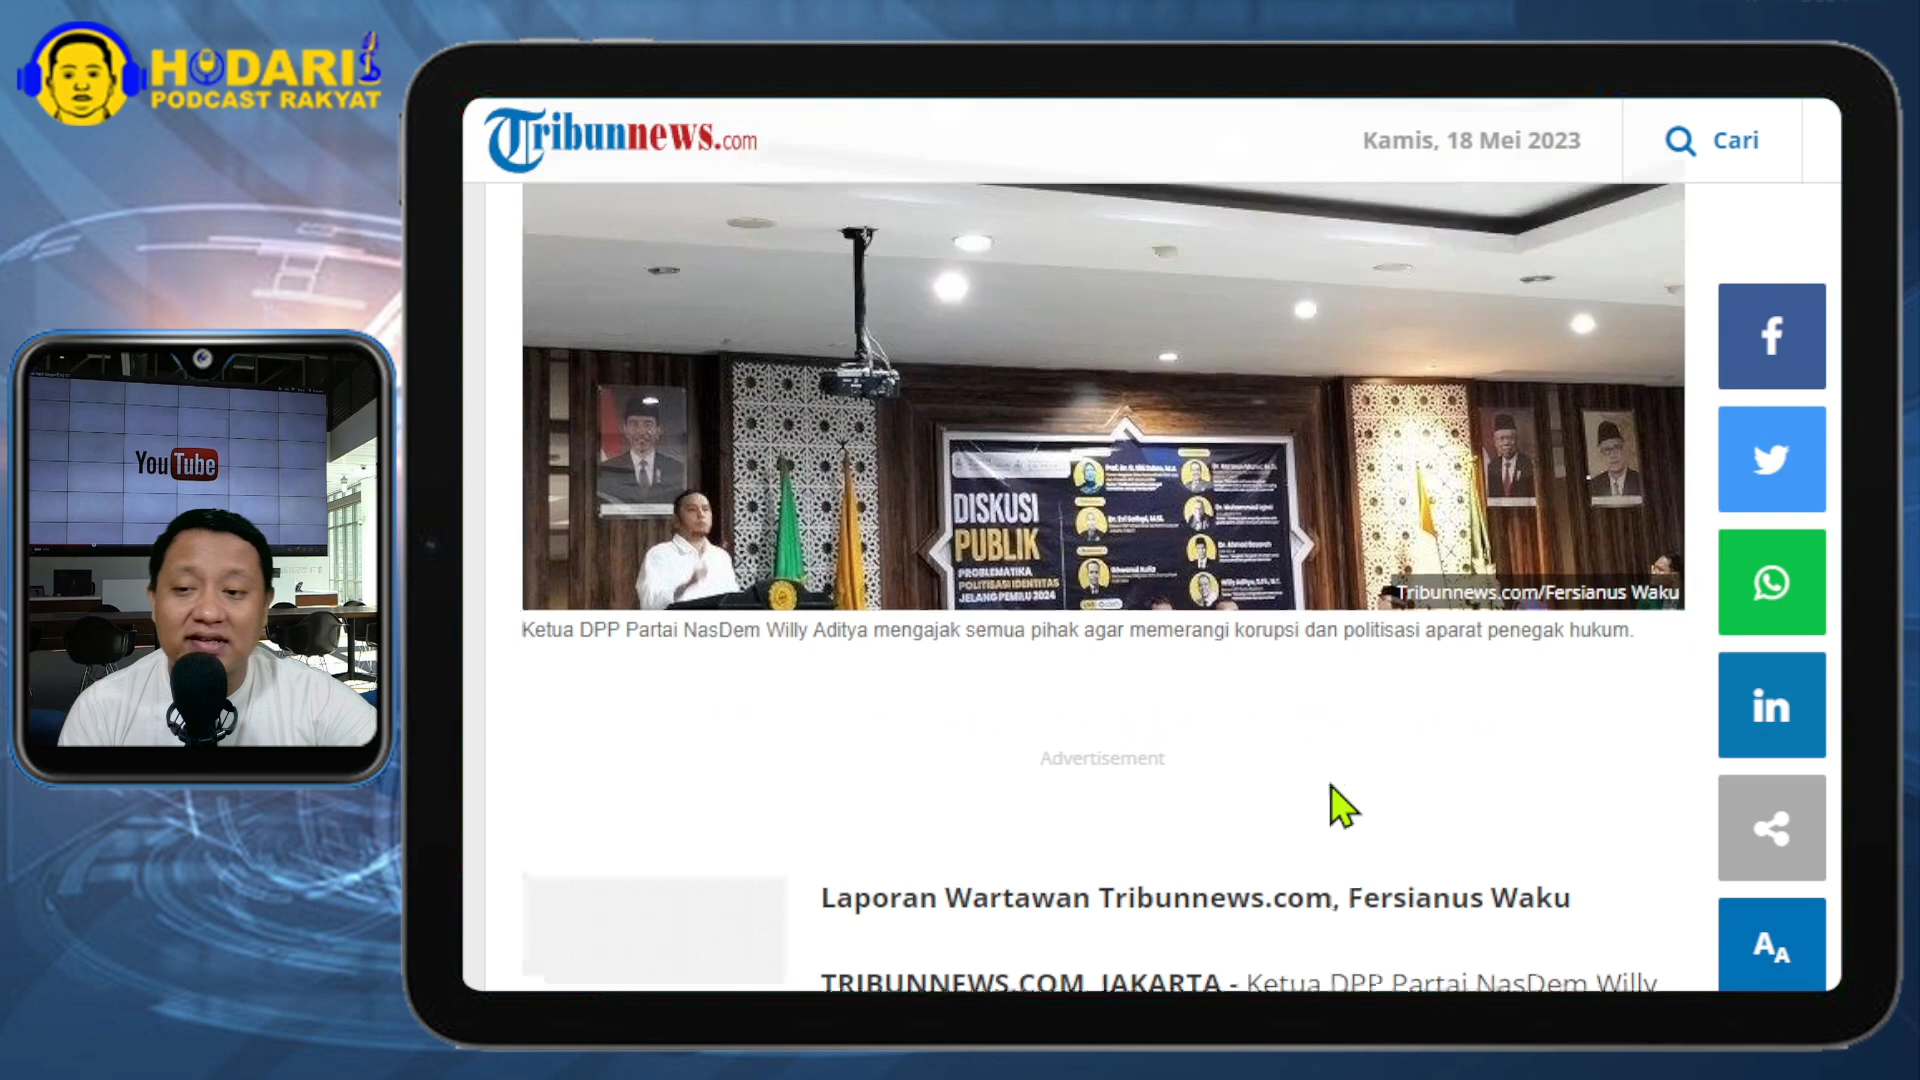 HODARI
PODCAST RAKYAT
YouTube
Tribunnews.com
Kamis, 18 Mei 2023
Cari
DISKUSI
PUBLIK
PROBLEMATIKA
POLITISASI IDENTITAS
JELANG PEMILU 2024
Tribunnews.com/Fersianus Waku
Ketua DPP Partai NasDem Willy Aditya mengajak semua pihak agar memerangi korupsi dan politisasi aparat penegak hukum.
Advertisement
Laporan Wartawan Tribunnews.com, Fersianus Waku
TRIBUNNEWS.COM, JAKARTA - Ketua DPP Partai NasDem Willy